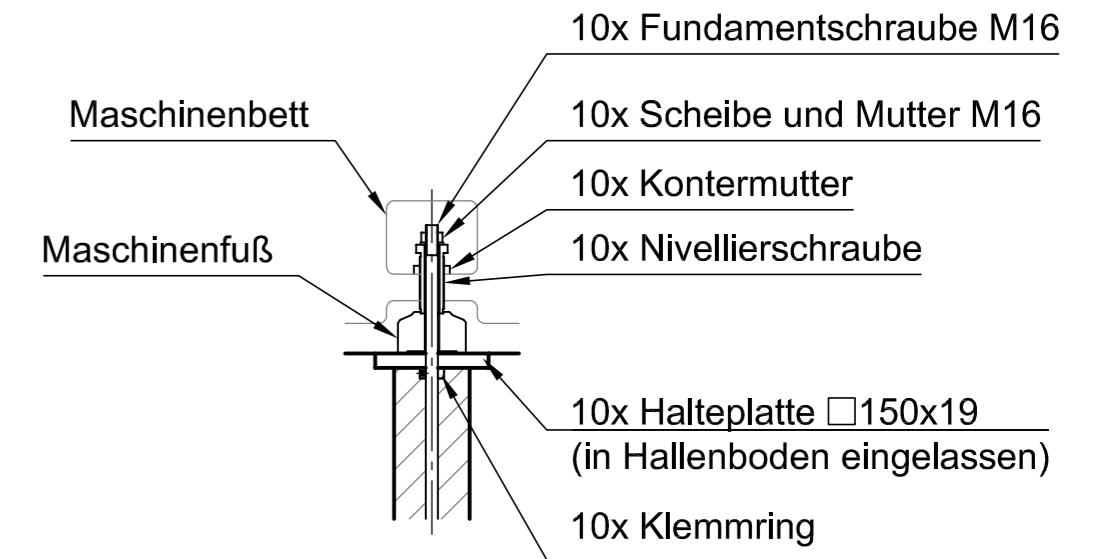 10x Fundamentschraube M16
Maschinenbett
10x Scheibe und Mutter M16
10x Kontermutter
Maschinenfuß
10x Nivellierschraube
10x Halteplatte □150x19
(in Hallenboden eingelassen)
10x Klemmring